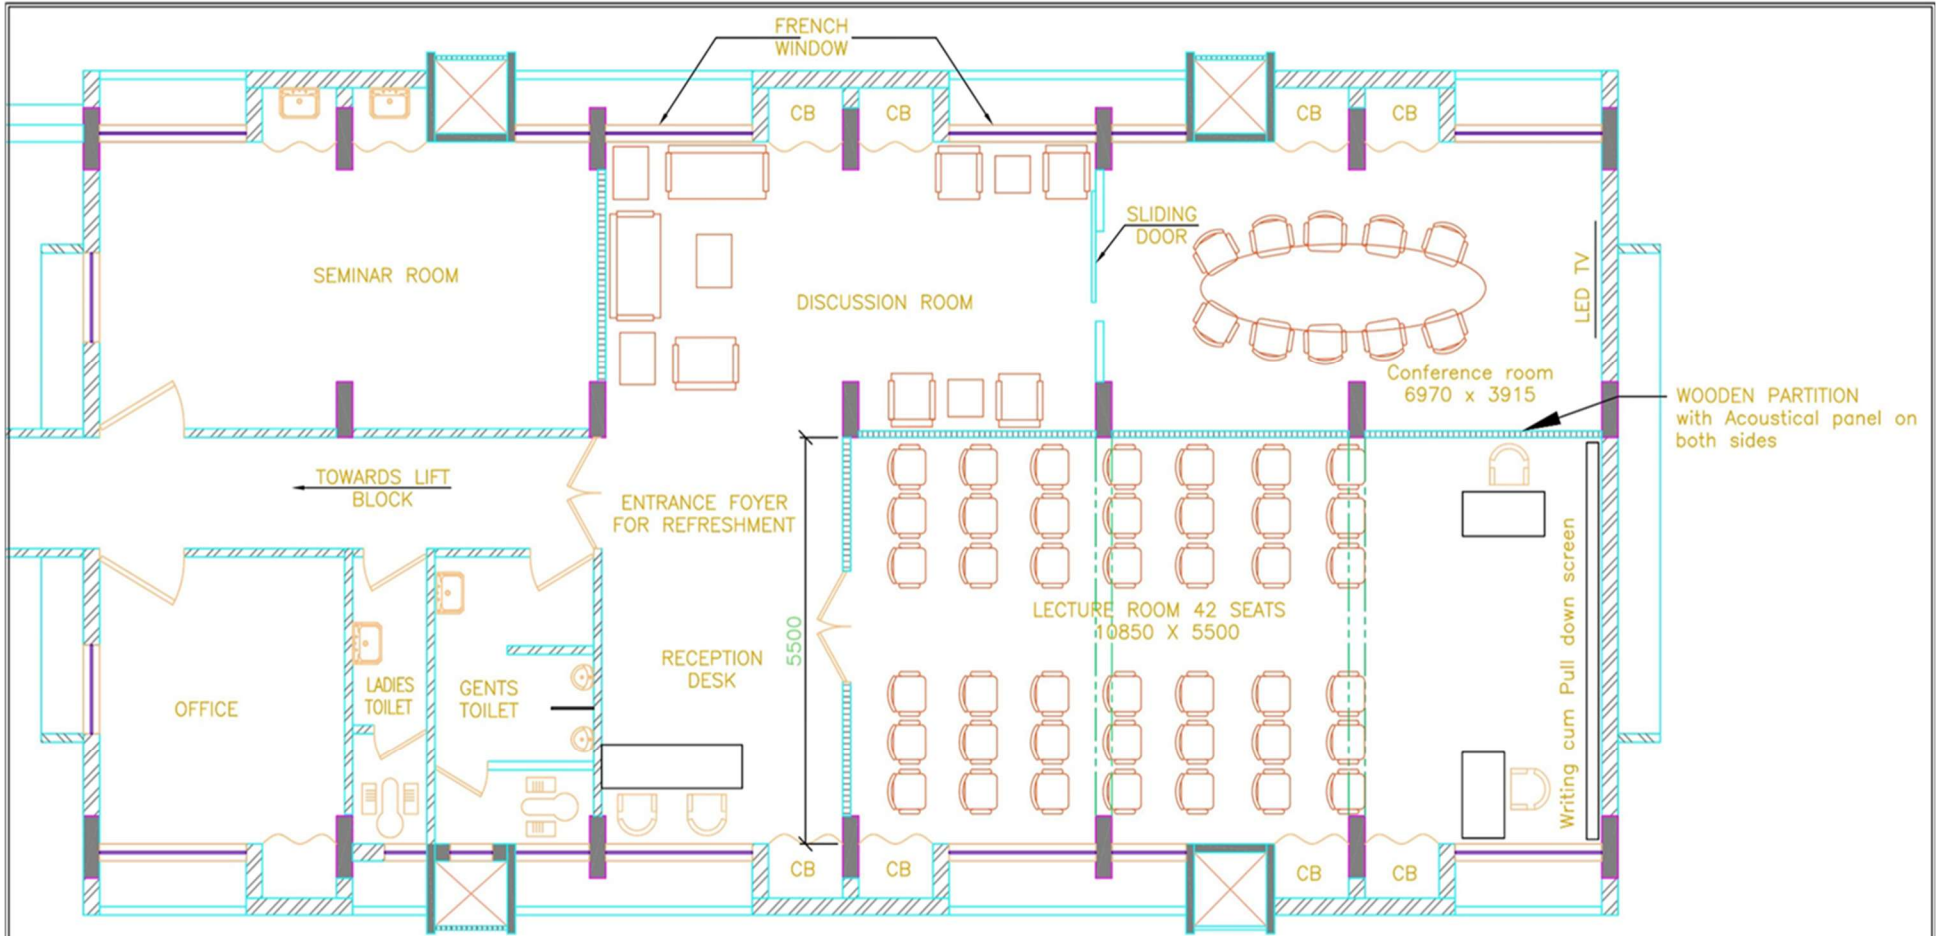 FRENCH
WINDOW
CB
CB
CB
CB
SLIDING
DOOR
SEMINAR ROOM
DISCUSSION ROOM
LED TV
Conference room
6970 x 3915
WOODEN PARTITION
with Acoustical panel on
both sides
TOWARDS LIFT
BLOCK
ENTRANCE FOYER
FOR REFRESHMENT
5500
LECTURE ROOM 42 SEATS
10850 X 5500
Writing cum Pull down screen
RECEPTION
DESK
OFFICE
LADIES
TOILET
GENTS
TOILET
CB
CB
CB
CB